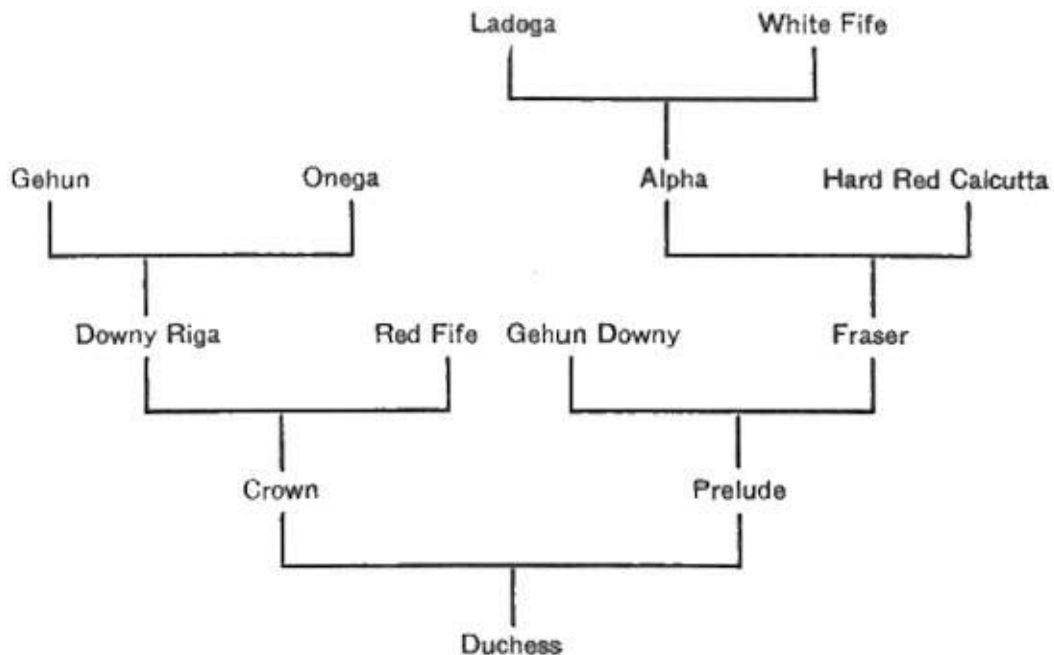 Ladoga White Fife
Gehun Onega Alpha Hard Red Calcutta
Downy Riga Red Fife Gehun Downy Fraser
Crown Prelude
Duchess